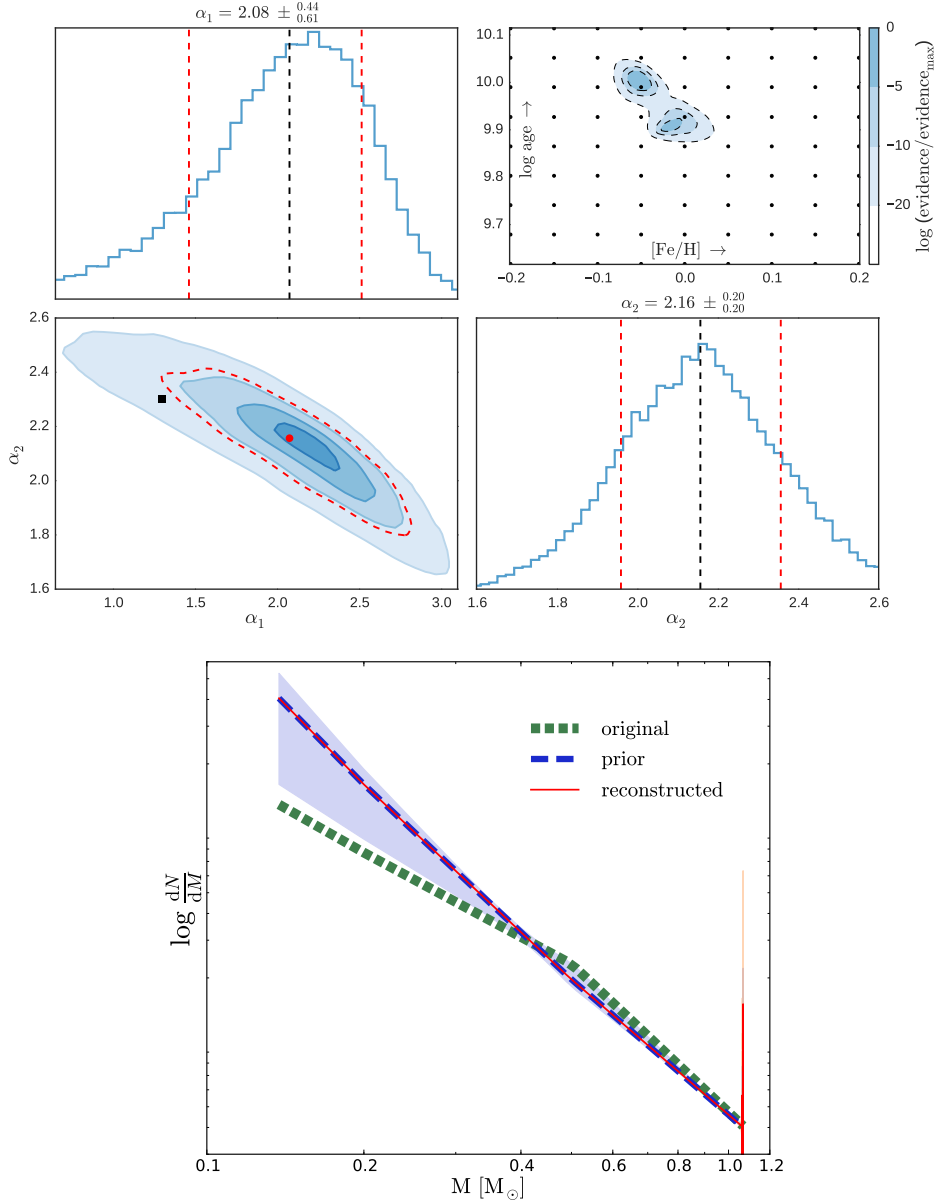 α₁ = 2.08 ± 0.44 0.61
10.1
10.0
9.9
9.8
9.7
log age →
[Fe/H] →
−0.2 −0.1 0.0 0.1 0.2
0
−5
−10
−20
log (evidence/evidence_max)
2.6
2.4
2.2
2.0
1.8
1.6
α₂
1.0 1.5 2.0 2.5 3.0
α₁
α₂ = 2.16 ± 0.20 0.20
1.6 1.8 2.0 2.2 2.4 2.6
α₂
original
prior
reconstructed
log dN/dM
0.1 0.2 0.4 0.6 0.8 1.0 1.2
M [M⊙]